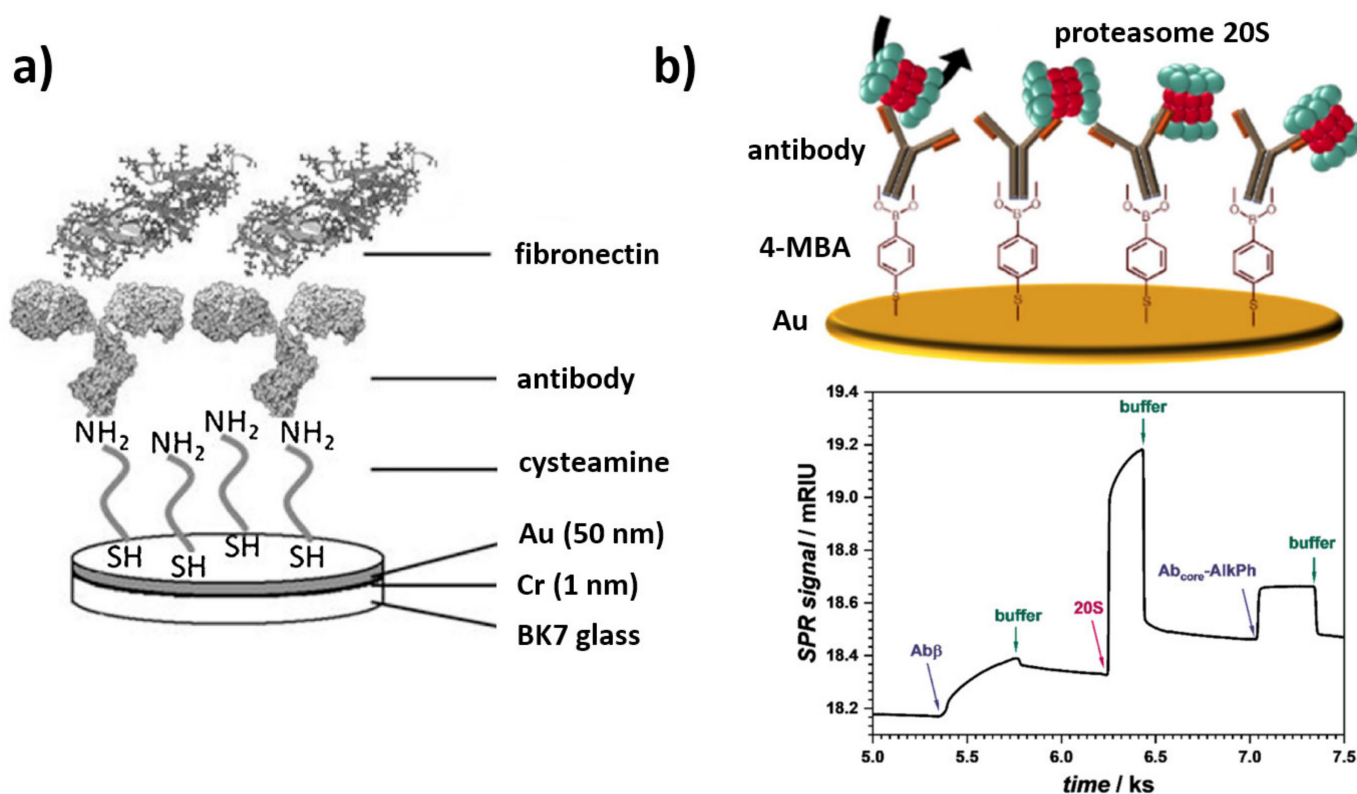 a)
fibronectin
antibody
NH₂ NH₂ NH₂ NH₂
cysteamine
SH SH SH SH
Au (50 nm)
Cr (1 nm)
BK7 glass
b)
proteasome 20S
antibody
O B O O B O O B O O B O
4-MBA
S S S S
Au
19.4
19.2
19.0
18.8
18.6
18.4
18.2
SPR signal / mRIU
buffer
20S
Abcore-AlkPh
buffer
buffer
Abβ
5.0 5.5 6.0 6.5 7.0 7.5
time / ks